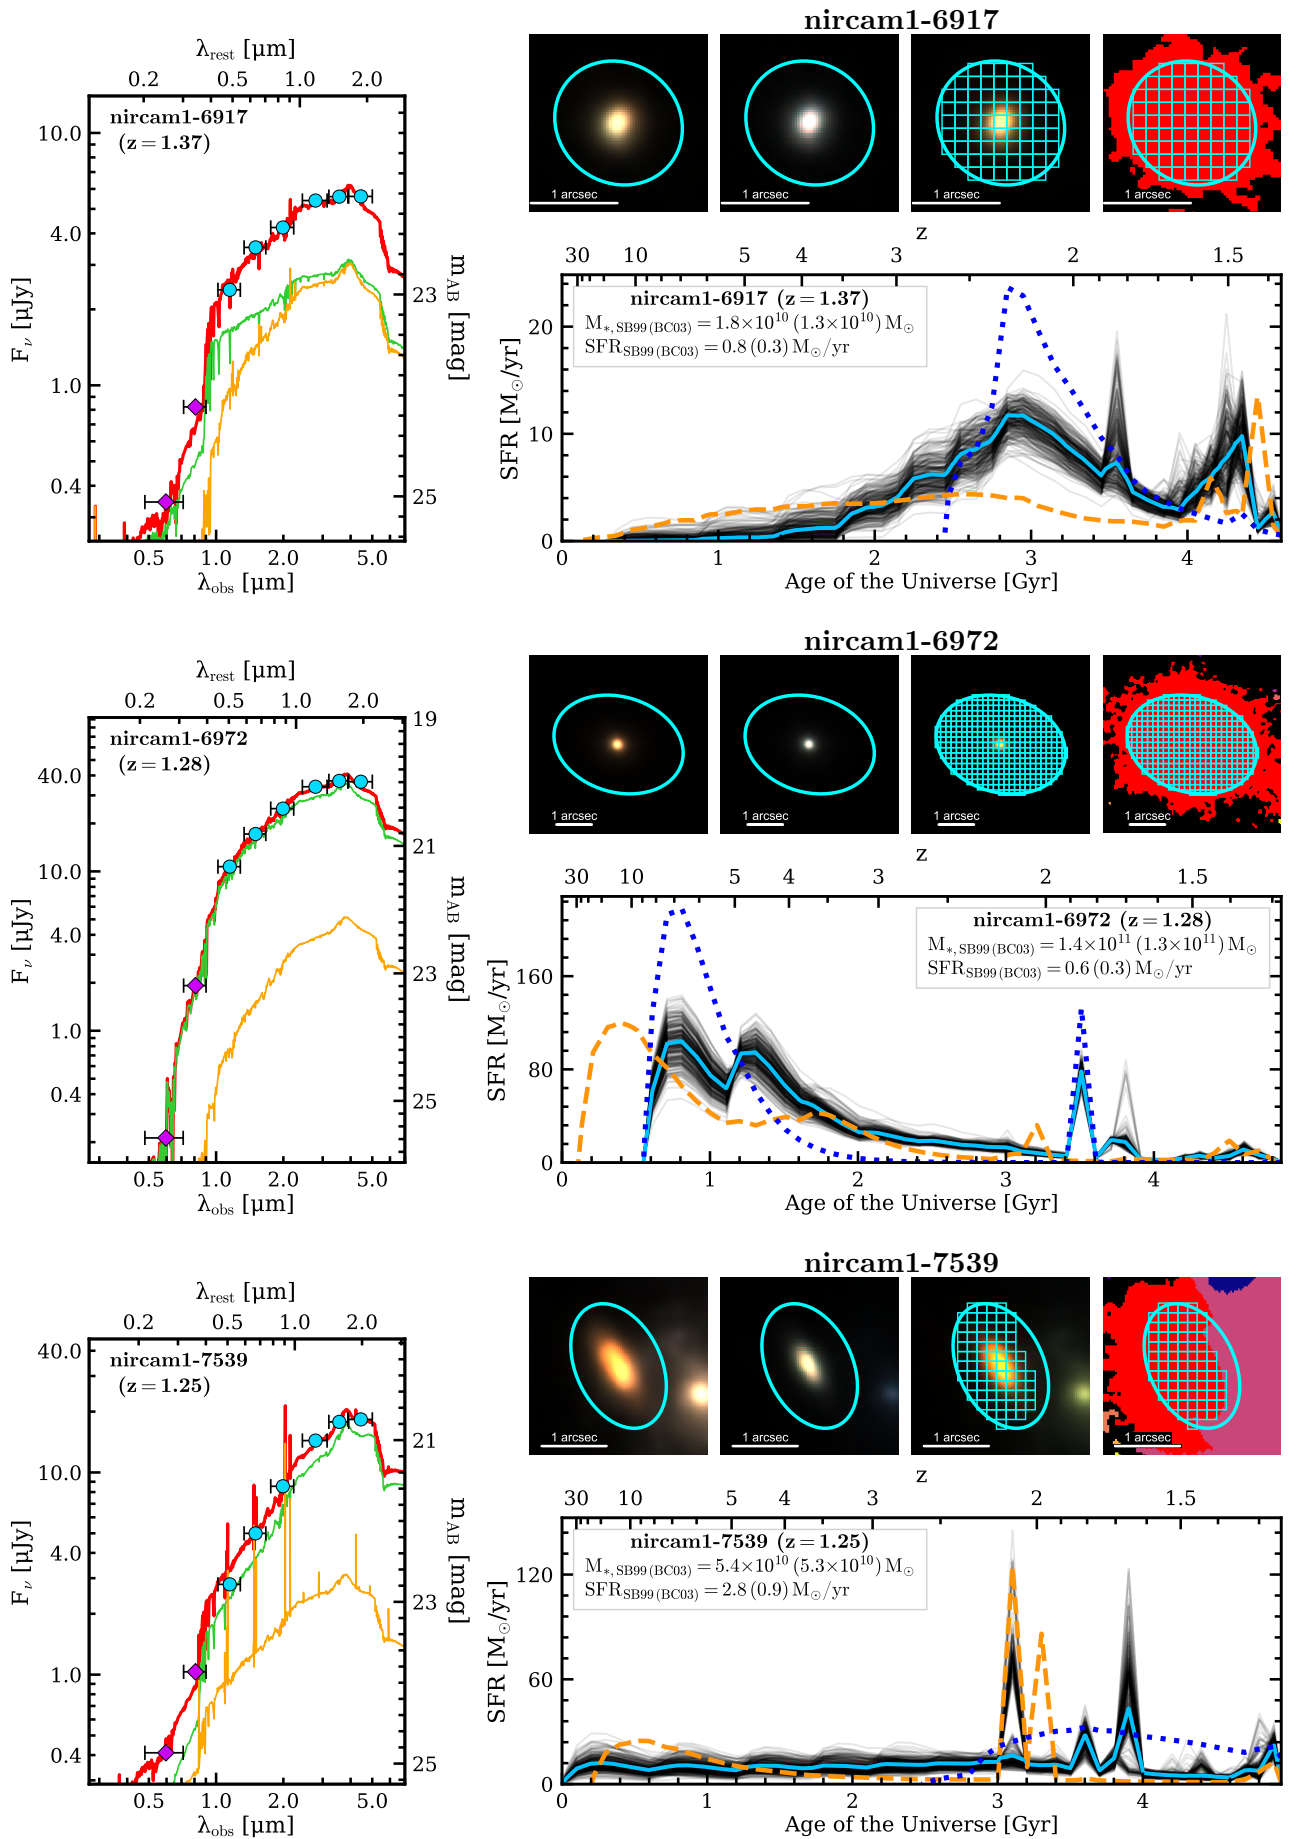 nircam1-6917
λrest [μm]
0.2 0.5 1.0 2.0
nircam1-6917
(z = 1.37)
10.0
4.0
1.0
0.4
Fν [μJy]
23
25
mAB [mag]
0.5 1.0 2.0 5.0
λobs [μm]
1 arcsec
1 arcsec
1 arcsec
1 arcsec
z
30 10 5 4 3 2 1.5
nircam1-6917 (z = 1.37)
M*, SB99 (BC03) = 1.8×10^10 (1.3×10^10) M⊙
SFRSB99 (BC03) = 0.8 (0.3) M⊙/yr
20
10
0
SFR [M⊙/yr]
0 1 2 3 4
Age of the Universe [Gyr]
nircam1-6972
λrest [μm]
0.2 0.5 1.0 2.0
nircam1-6972
(z = 1.28)
40.0
10.0
4.0
1.0
0.4
Fν [μJy]
19
21
23
25
mAB [mag]
0.5 1.0 2.0 5.0
λobs [μm]
1 arcsec
1 arcsec
1 arcsec
1 arcsec
z
30 10 5 4 3 2 1.5
nircam1-6972 (z = 1.28)
M*, SB99 (BC03) = 1.4×10^11 (1.3×10^11) M⊙
SFRSB99 (BC03) = 0.6 (0.3) M⊙/yr
160
80
0
SFR [M⊙/yr]
0 1 2 3 4
Age of the Universe [Gyr]
nircam1-7539
λrest [μm]
0.2 0.5 1.0 2.0
nircam1-7539
(z = 1.25)
40.0
10.0
4.0
1.0
0.4
Fν [μJy]
21
23
25
mAB [mag]
0.5 1.0 2.0 5.0
λobs [μm]
1 arcsec
1 arcsec
1 arcsec
1 arcsec
z
30 10 5 4 3 2 1.5
nircam1-7539 (z = 1.25)
M*, SB99 (BC03) = 5.4×10^10 (5.3×10^10) M⊙
SFRSB99 (BC03) = 2.8 (0.9) M⊙/yr
120
60
0
SFR [M⊙/yr]
0 1 2 3 4
Age of the Universe [Gyr]